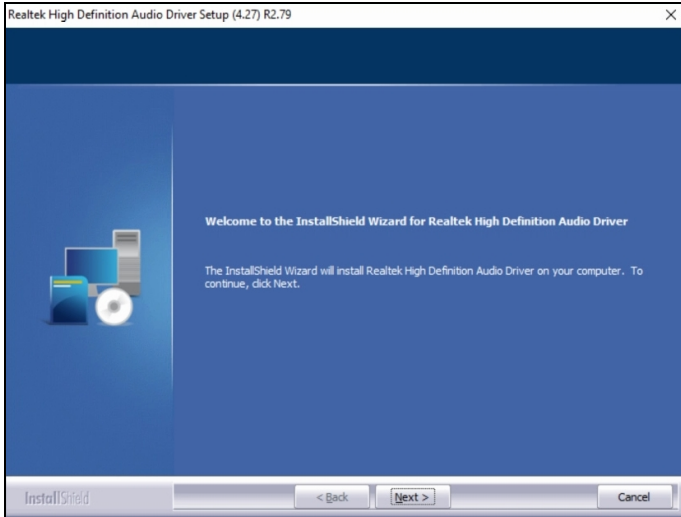 Realtek High Definition Audio Driver Setup (4.27) R2.79
Welcome to the InstallShield Wizard for Realtek High Definition Audio Driver
The InstallShield Wizard will install Realtek High Definition Audio Driver on your computer. To
continue, click Next.
InstallShield
< Back
Next >
Cancel